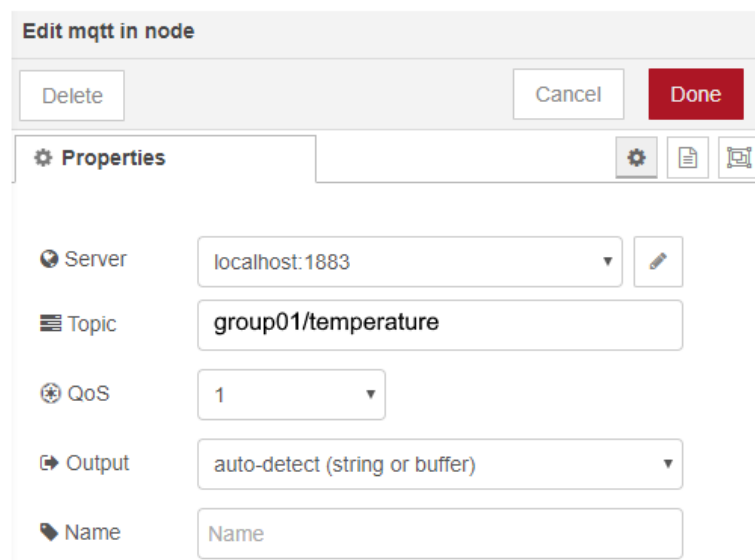 Edit mqtt in node
Delete Cancel Done
Properties
Server localhost:1883
Topic group01/temperature
QoS 1
Output auto-detect (string or buffer)
Name Name